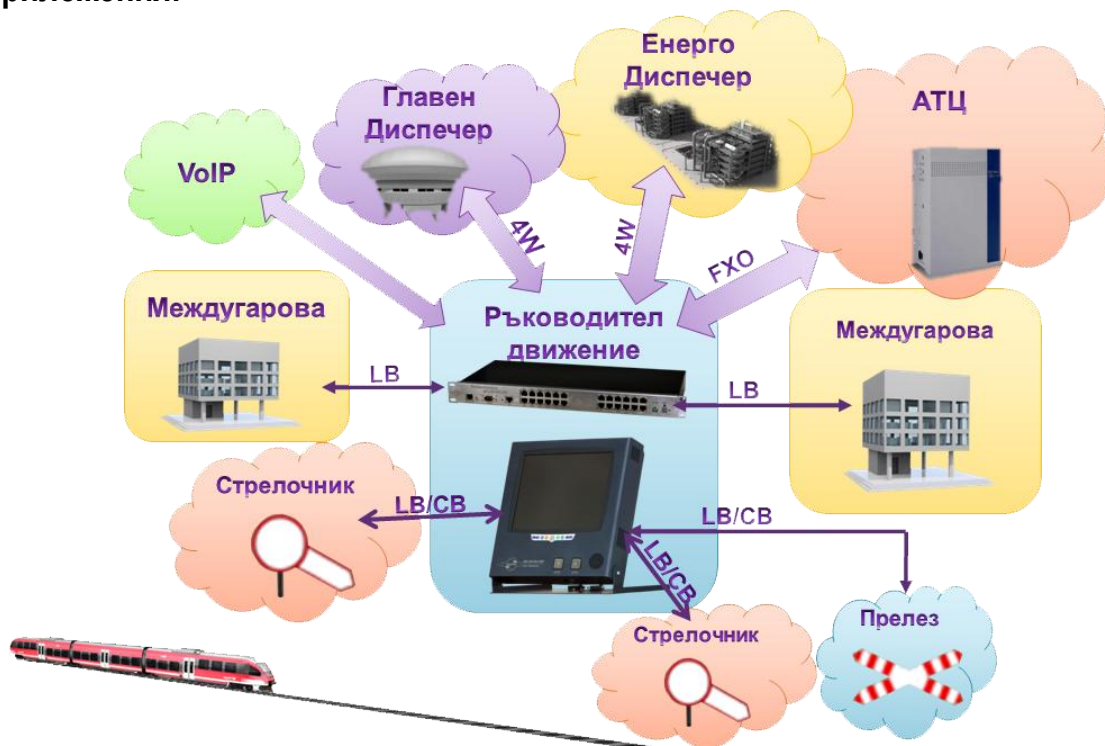 Енерго
Диспечер
Главен
Диспечер
АТЦ
VoIP
4W
4W
FXO
Междугарова
Ръководител
движение
Междугарова
LB
LB
Стрелочник
LB/CB
LB/CB
LB/CB
Стрелочник
Прелез